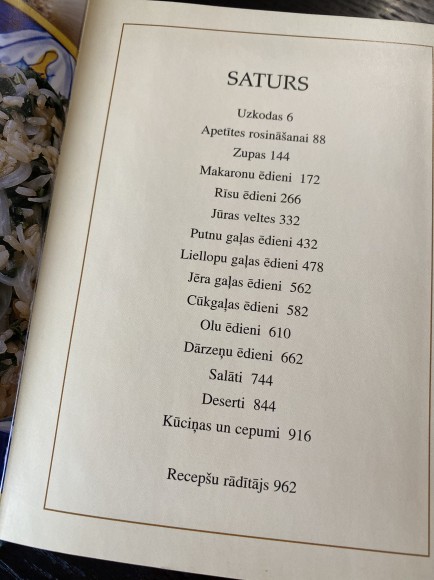 SATURS
Uzkodas 6
Apetītes rosināšanai 88
Zupas 144
Makaronu ēdieni 172
Rīsu ēdieni 266
Jūras veltes 332
Putnu gaļas ēdieni 432
Liellopu gaļas ēdieni 478
Jēra gaļas ēdieni 562
Cūkgaļas ēdieni 582
Olu ēdieni 610
Dārzeņu ēdieni 662
Salāti 744
Deserti 844
Kūciņas un cepumi 916
Recepšu rādītājs 962